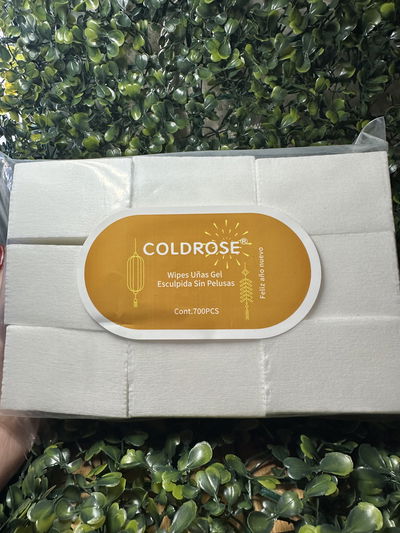 COLDROSE®
Wipes Uñas Gel
Esculpida Sin Pelusas
Cont.700PCS
Feliz año nuevo